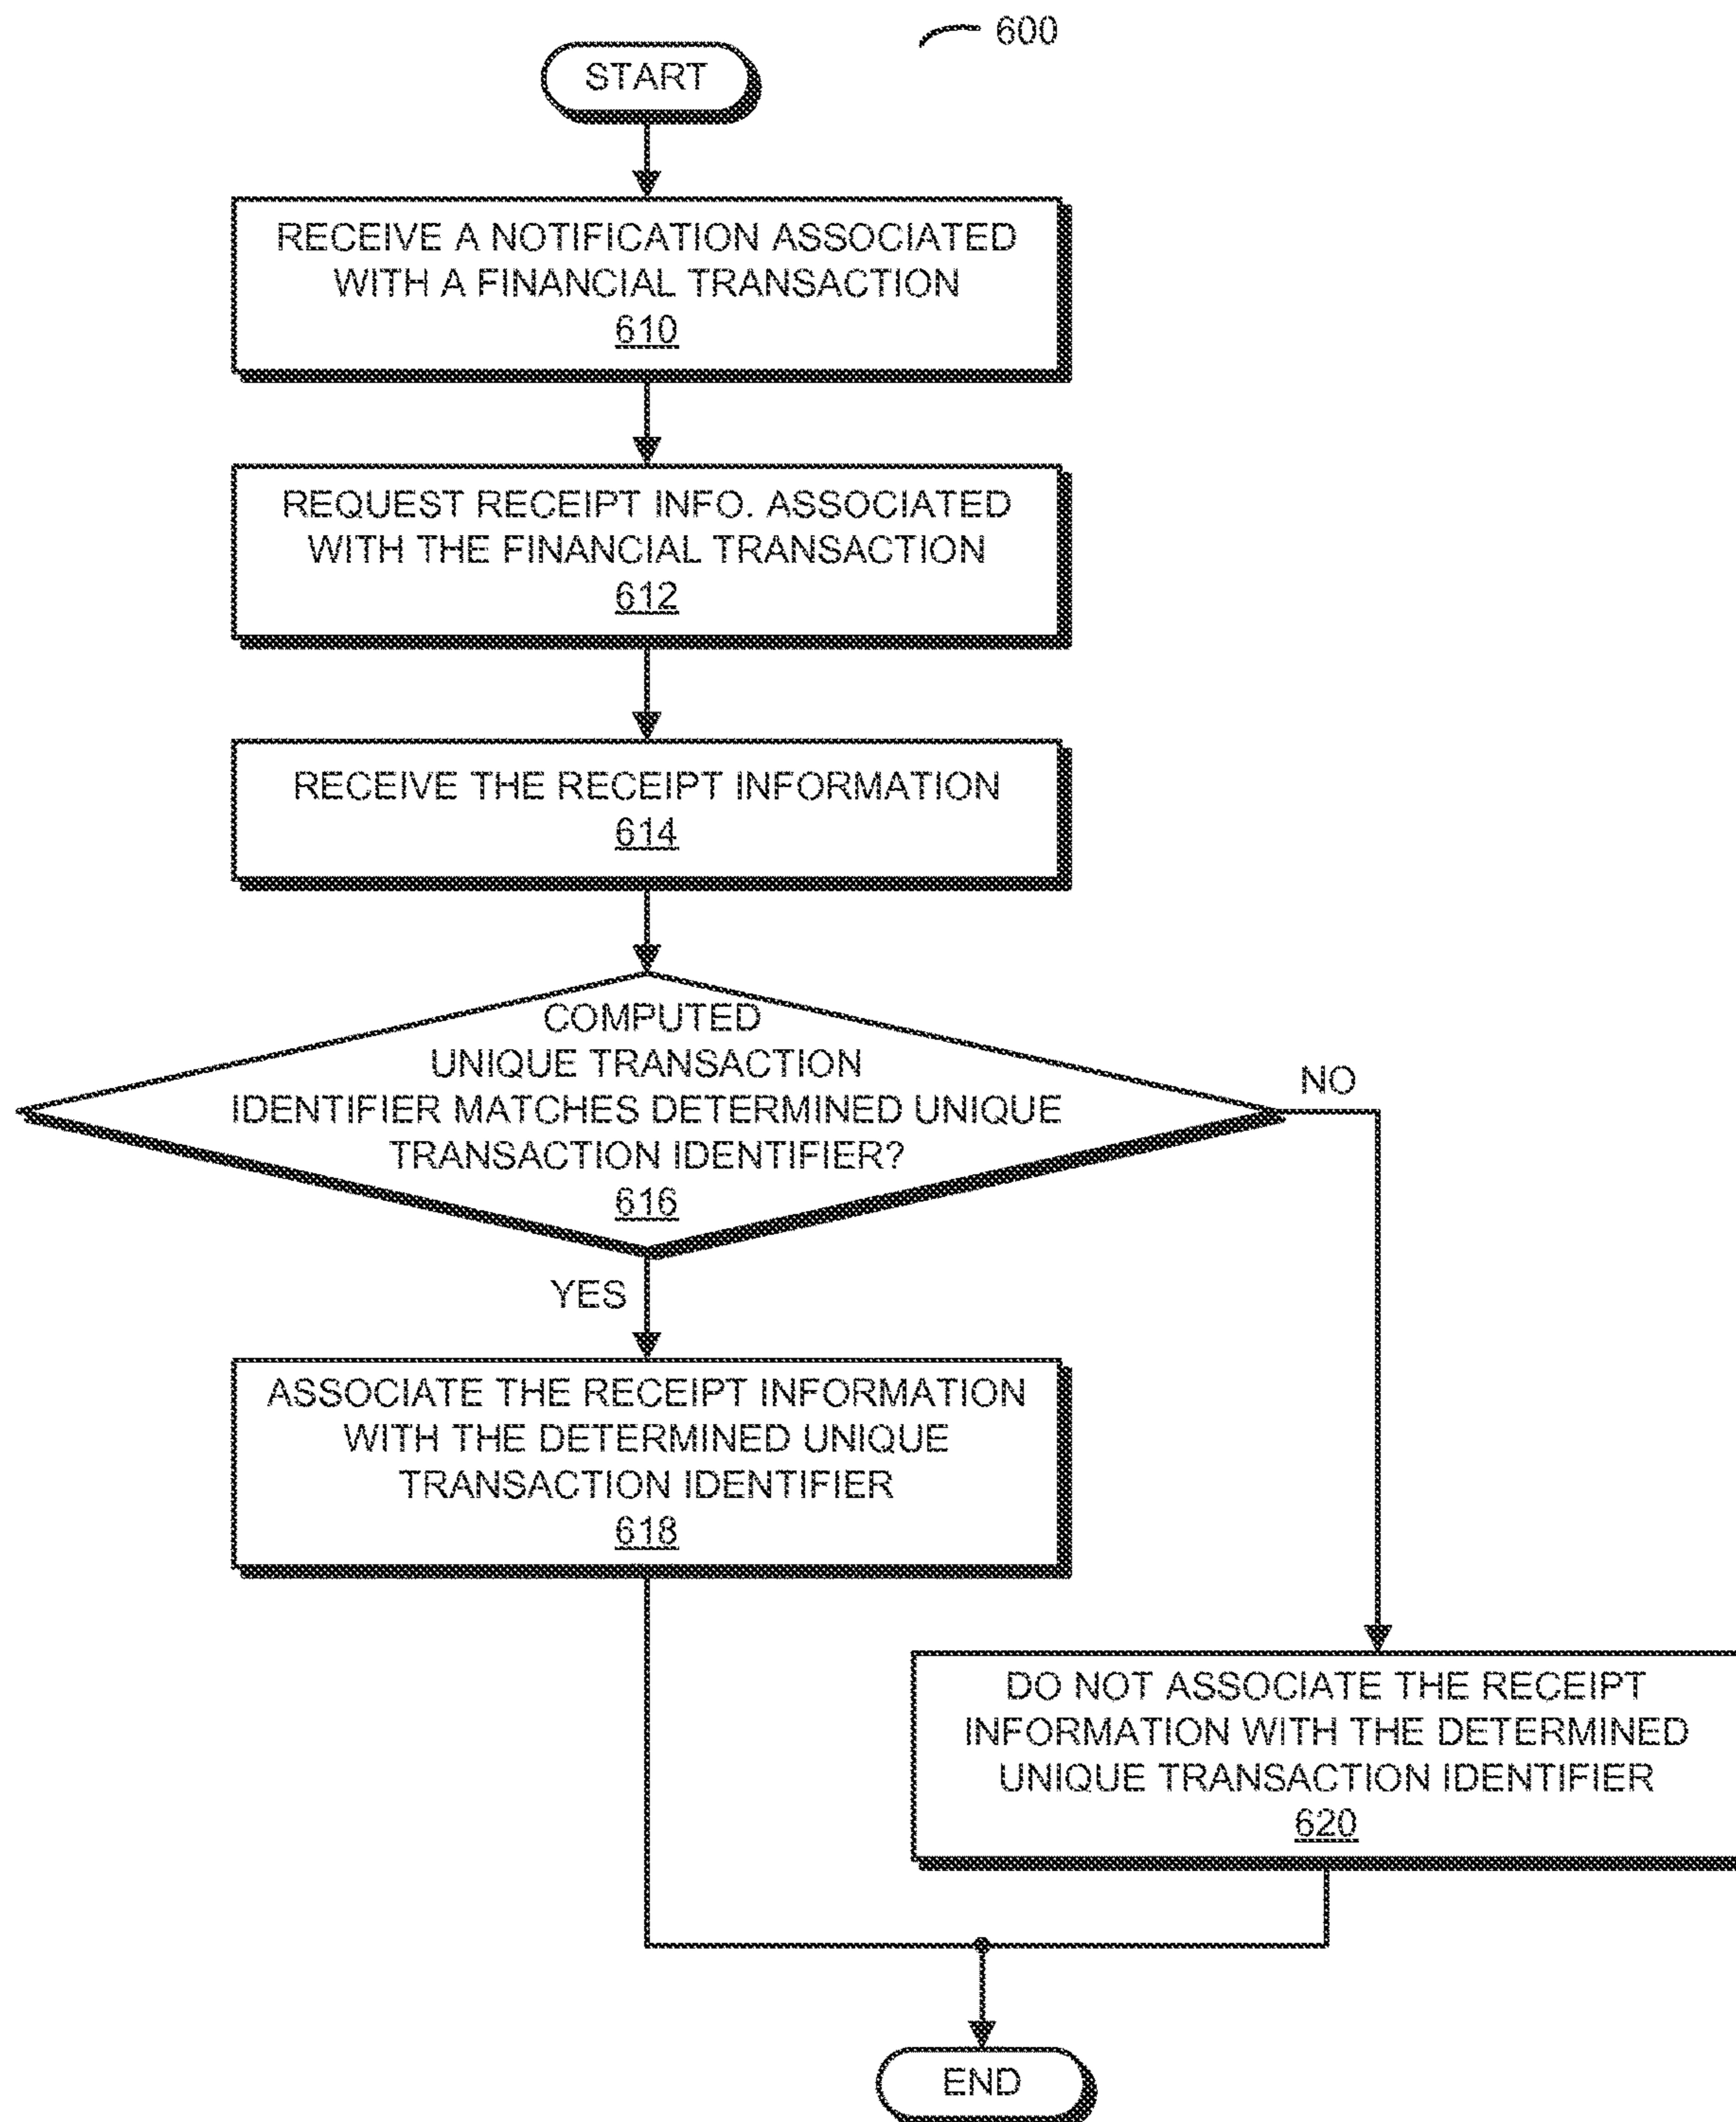 600
START
RECEIVE A NOTIFICATION ASSOCIATED
WITH A FINANCIAL TRANSACTION
610
REQUEST RECEIPT INFO. ASSOCIATED
WITH THE FINANCIAL TRANSACTION
612
RECEIVE THE RECEIPT INFORMATION
614
COMPUTED
UNIQUE TRANSACTION
IDENTIFIER MATCHES DETERMINED UNIQUE
TRANSACTION IDENTIFIER?
616
NO
YES
ASSOCIATE THE RECEIPT INFORMATION
WITH THE DETERMINED UNIQUE
TRANSACTION IDENTIFIER
618
DO NOT ASSOCIATE THE RECEIPT
INFORMATION WITH THE DETERMINED
UNIQUE TRANSACTION IDENTIFIER
620
END